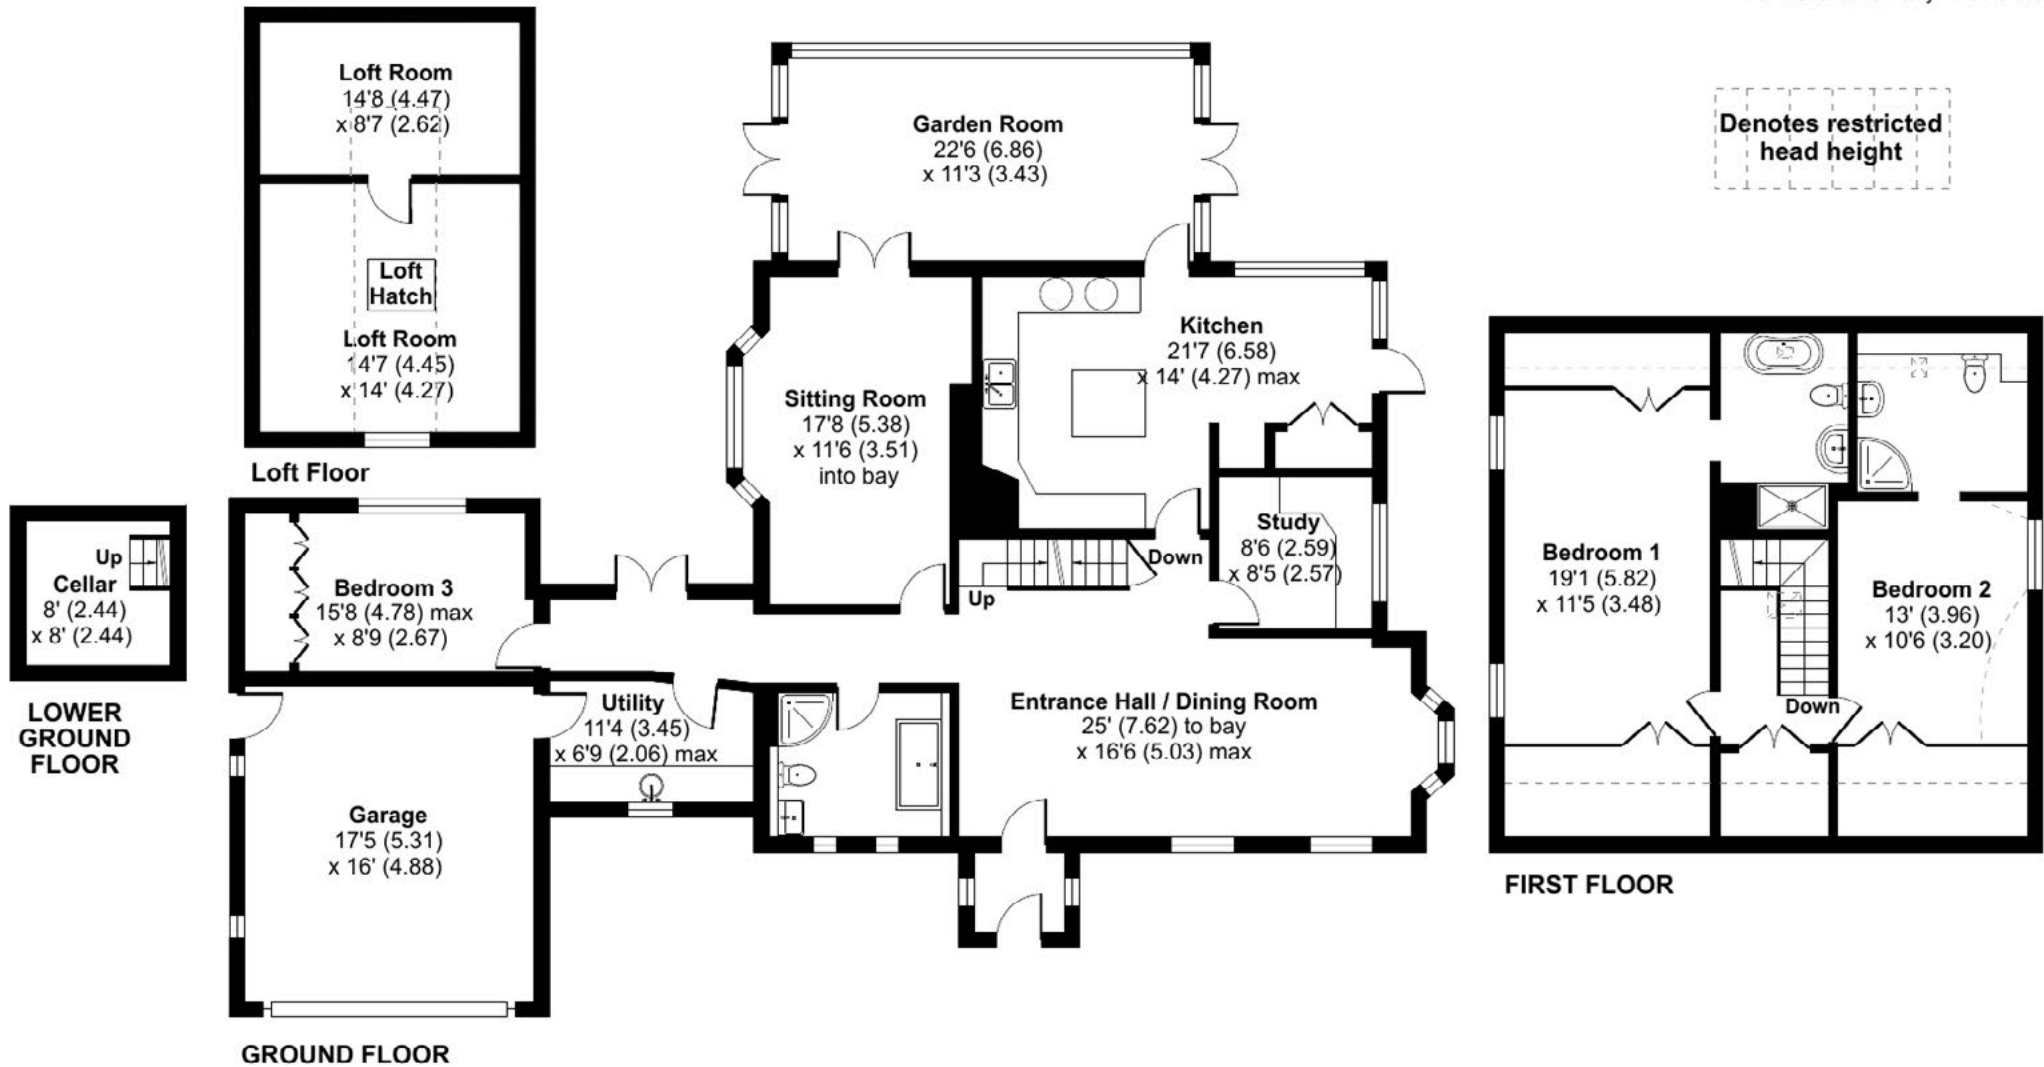 Loft Room
14'8 (4.47)
x 8'7 (2.62)
Loft
Hatch
Loft Room
14'7 (4.45)
x 14' (4.27)
Loft Floor
Garden Room
22'6 (6.86)
x 11'3 (3.43)
Denotes restricted
head height
Kitchen
21'7 (6.58)
x 14' (4.27) max
Sitting Room
17'8 (5.38)
x 11'6 (3.51)
into bay
Study
8'6 (2.59)
x 8'5 (2.57)
Down
Up
Up
Cellar
8' (2.44)
x 8' (2.44)
LOWER
GROUND
FLOOR
Bedroom 3
15'8 (4.78) max
x 8'9 (2.67)
Utility
11'4 (3.45)
x 6'9 (2.06) max
Entrance Hall / Dining Room
25' (7.62) to bay
x 16'6 (5.03) max
Garage
17'5 (5.31)
x 16' (4.88)
GROUND FLOOR
Bedroom 1
19'1 (5.82)
x 11'5 (3.48)
Bedroom 2
13' (3.96)
x 10'6 (3.20)
Down
FIRST FLOOR